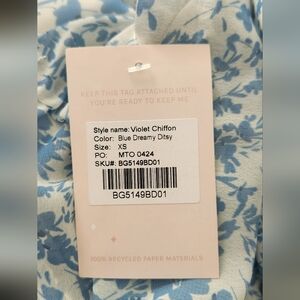 KEEP THIS TAG ATTACHED UNTIL
YOU'RE READY TO KEEP ME
Style name: Violet Chiffon
Color: Blue Dreamy Ditsy
Size: XS
PO: MTO 0424
SKU#: BG5149BD01
BG5149BD01
100% RECYCLED PAPER MATERIALS